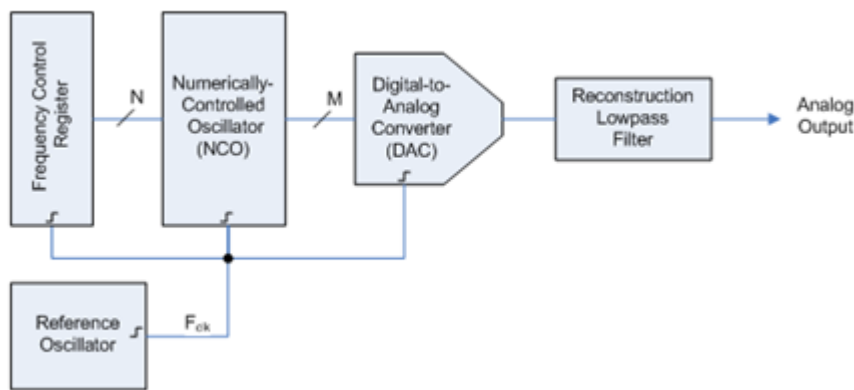 Frequency Control
Register
N
Numerically-
Controlled
Oscillator
(NCO)
M
Digital-to-
Analog
Converter
(DAC)
Reconstruction
Lowpass
Filter
Analog
Output
Reference
Oscillator
Fclk